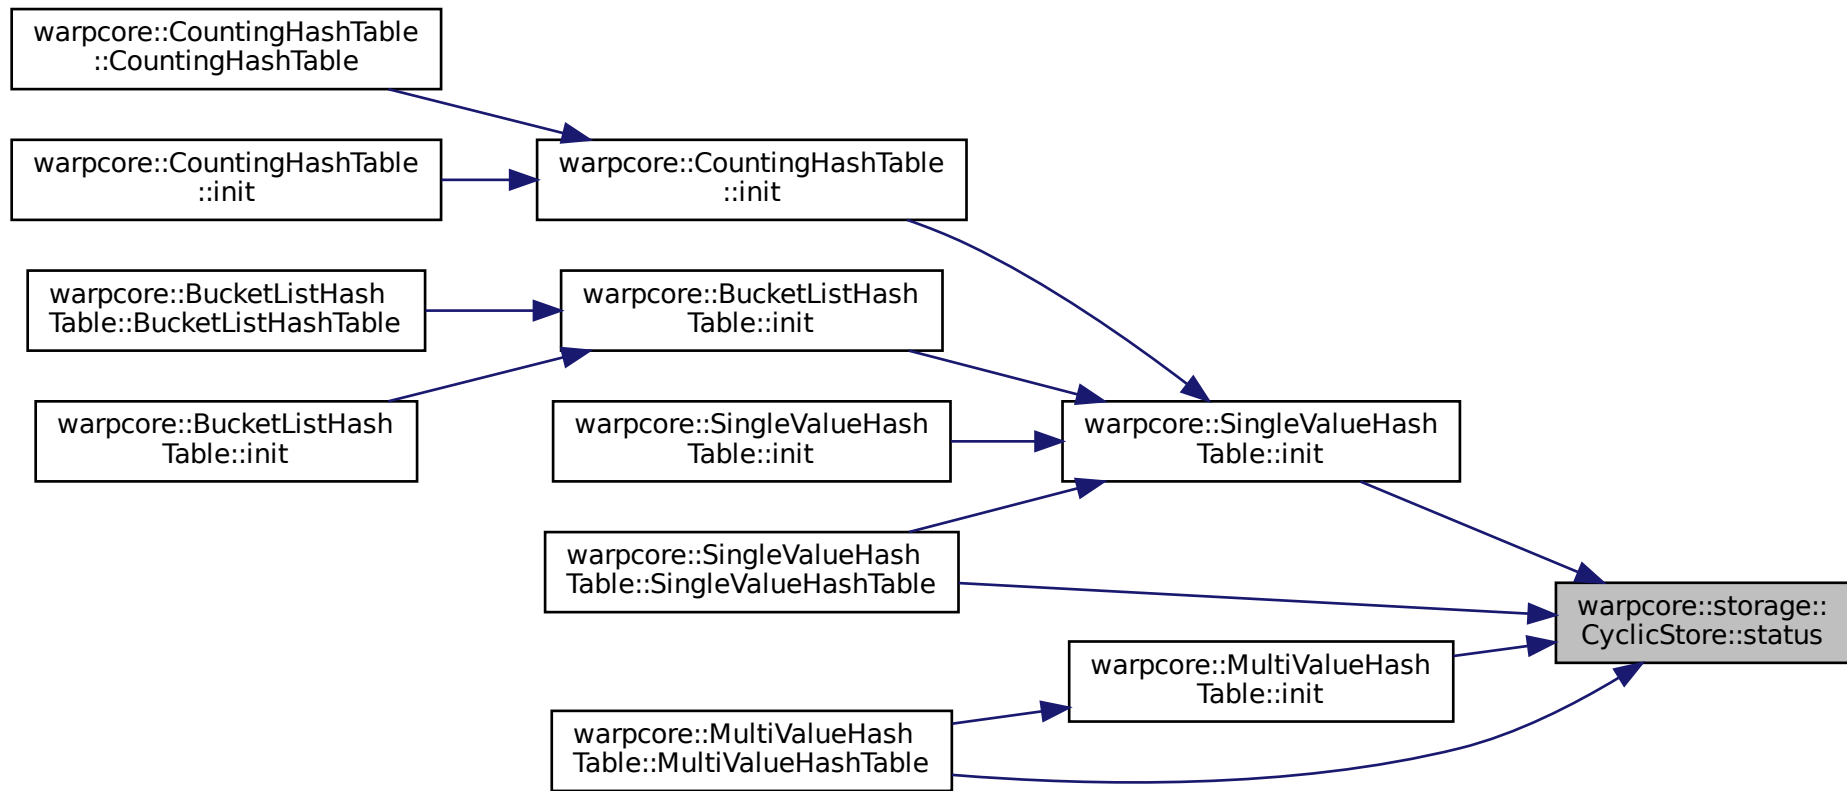 warpcore::CountingHashTable
::CountingHashTable
warpcore::CountingHashTable
::init
warpcore::CountingHashTable
::init
warpcore::BucketListHash
Table::BucketListHashTable
warpcore::BucketListHash
Table::init
warpcore::BucketListHash
Table::init
warpcore::SingleValueHash
Table::init
warpcore::SingleValueHash
Table::init
warpcore::SingleValueHash
Table::SingleValueHashTable
warpcore::storage::
CyclicStore::status
warpcore::MultiValueHash
Table::init
warpcore::MultiValueHash
Table::MultiValueHashTable